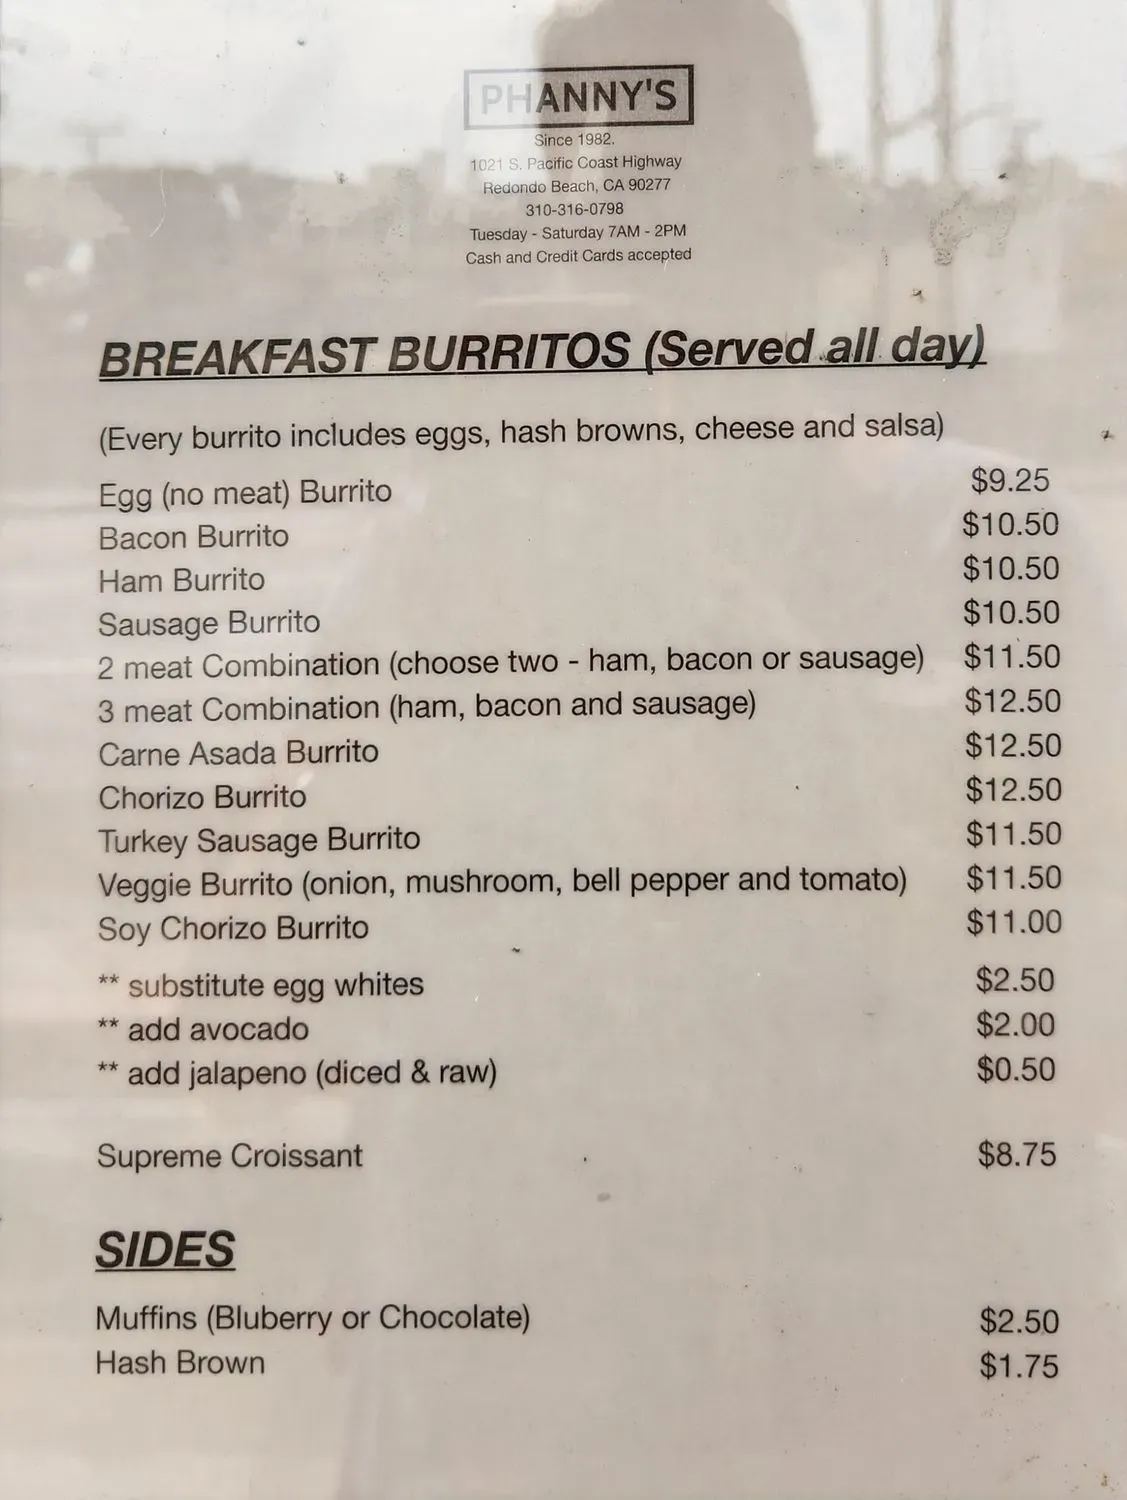 PHANNY'S
Since 1982.
1021 S. Pacific Coast Highway
Redondo Beach, CA 90277
310-316-0798
Tuesday - Saturday 7AM - 2PM
Cash and Credit Cards accepted
BREAKFAST BURRITOS (Served all day)
(Every burrito includes eggs, hash browns, cheese and salsa)
Egg (no meat) Burrito $9.25
Bacon Burrito $10.50
Ham Burrito $10.50
Sausage Burrito $10.50
2 meat Combination (choose two - ham, bacon or sausage) $11.50
3 meat Combination (ham, bacon and sausage) $12.50
Carne Asada Burrito $12.50
Chorizo Burrito $12.50
Turkey Sausage Burrito $11.50
Veggie Burrito (onion, mushroom, bell pepper and tomato) $11.50
Soy Chorizo Burrito $11.00
** substitute egg whites $2.50
** add avocado $2.00
** add jalapeno (diced & raw) $0.50
Supreme Croissant $8.75
SIDES
Muffins (Bluberry or Chocolate) $2.50
Hash Brown $1.75